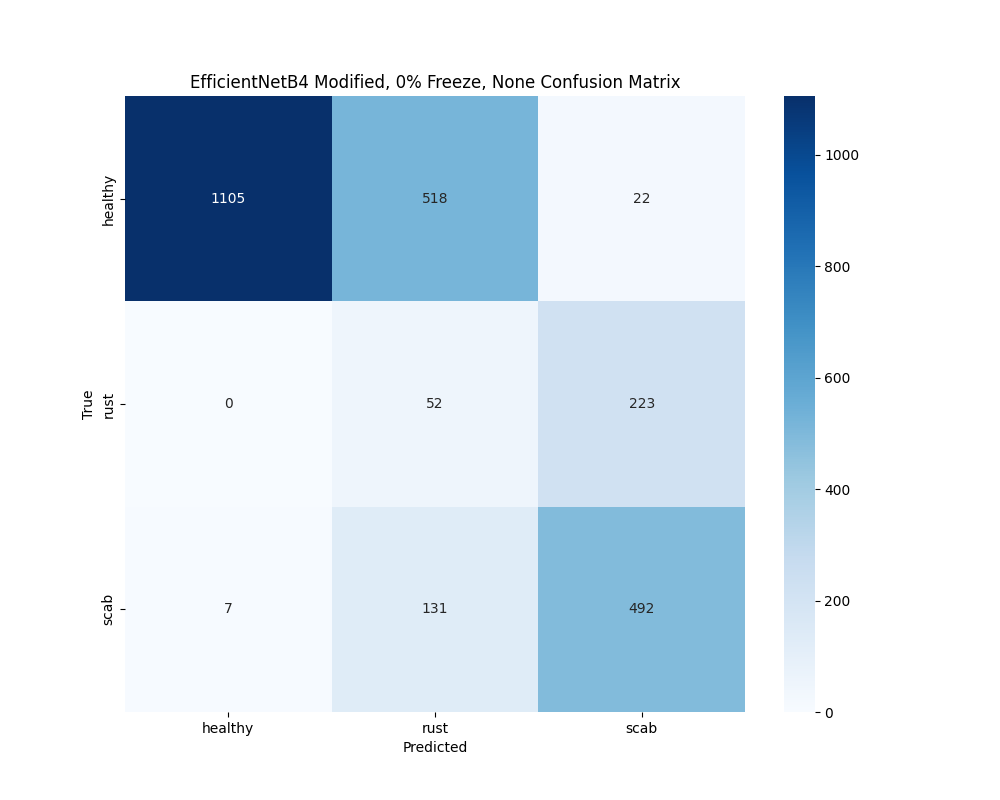 EfficientNetB4 Modified, 0% Freeze, None Confusion Matrix
healthy
1105 518 22
True
rust
0 52 223
scab
7 131 492
healthy rust scab
Predicted
1000
800
600
400
200
0